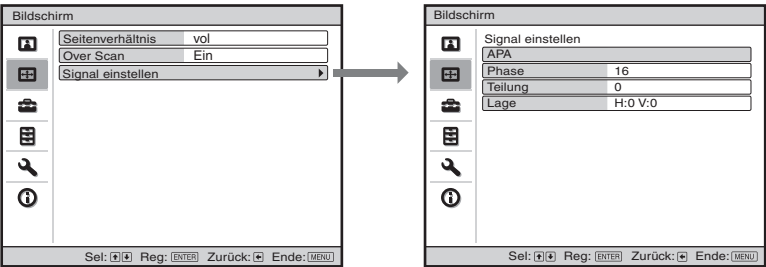 Bildschirm
Seitenverhältnis vol
Over Scan Ein
Signal einstellen
Sel: Reg: ENTER Zurück: Ende: MENU
Bildschirm
Signal einstellen
APA
Phase 16
Teilung 0
Lage H:0 V:0
Sel: Reg: ENTER Zurück: Ende: MENU